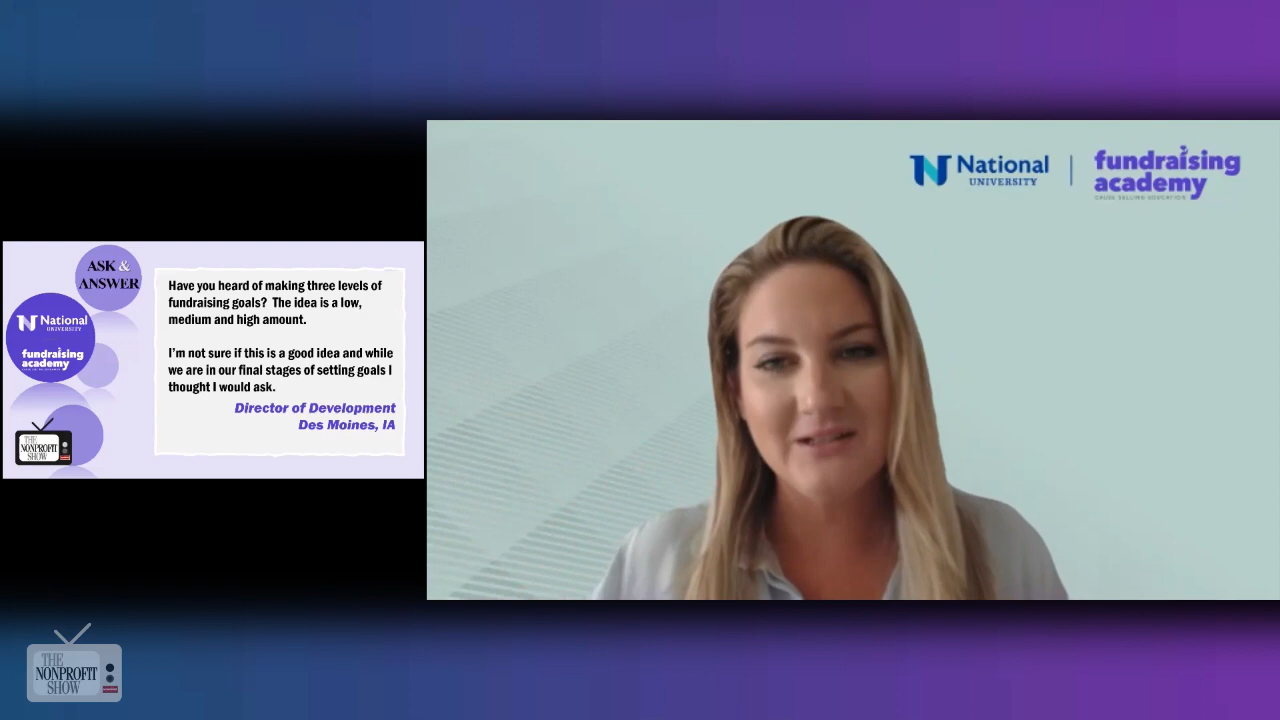 ASK &
ANSWER
National
UNIVERSITY
fundraising
academy
THE
NONPROFIT
SHOW
Have you heard of making three levels of
fundraising goals? The idea is a low,
medium and high amount.
I'm not sure if this is a good idea and while
we are in our final stages of setting goals I
thought I would ask.
Director of Development
Des Moines, IA
National
UNIVERSITY
fundraising
academy
CAUSE SELLING EDUCATION
THE
NONPROFIT
SHOW